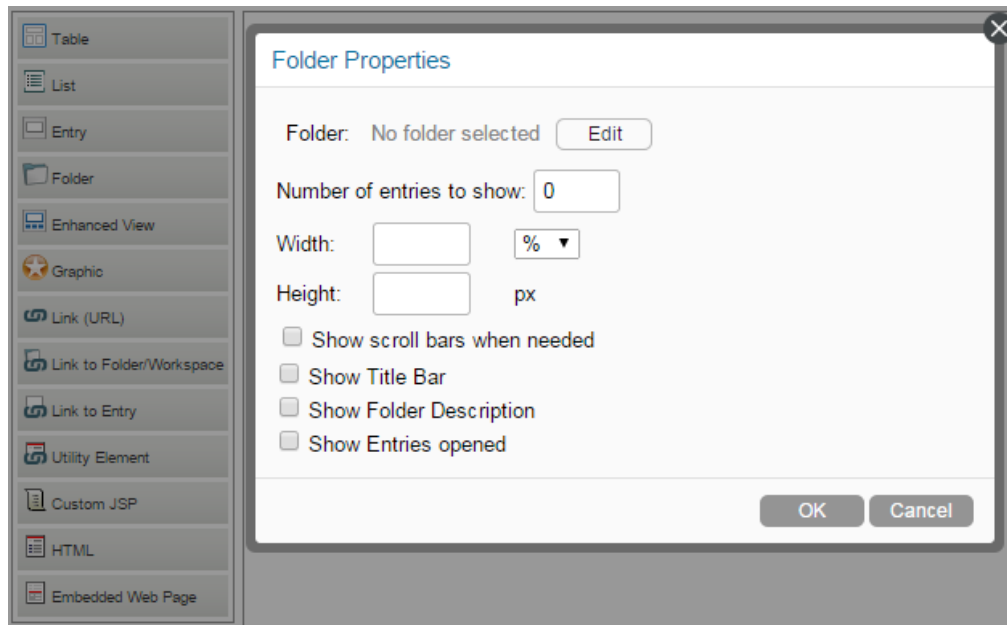 Table
List
Entry
Folder
Enhanced View
Graphic
Link (URL)
Link to Folder/Workspace
Link to Entry
Utility Element
Custom JSP
HTML
Embedded Web Page
Folder Properties
Folder: No folder selected Edit
Number of entries to show: 0
Width: %
Height: px
Show scroll bars when needed
Show Title Bar
Show Folder Description
Show Entries opened
OK Cancel